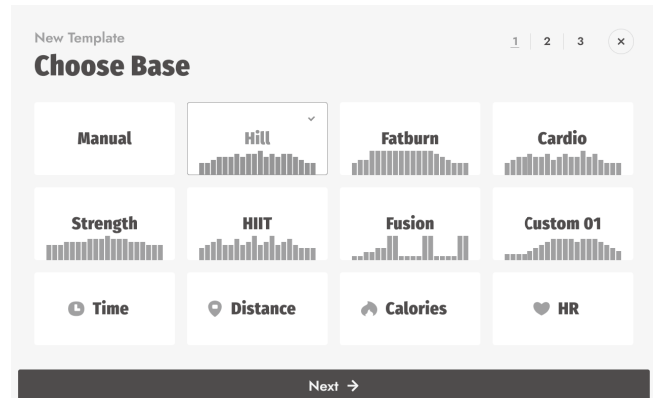 New Template
1 2 3
Choose Base
Manual
Hill
Fatburn
Cardio
Strength
HIIT
Fusion
Custom 01
Time
Distance
Calories
HR
Next →